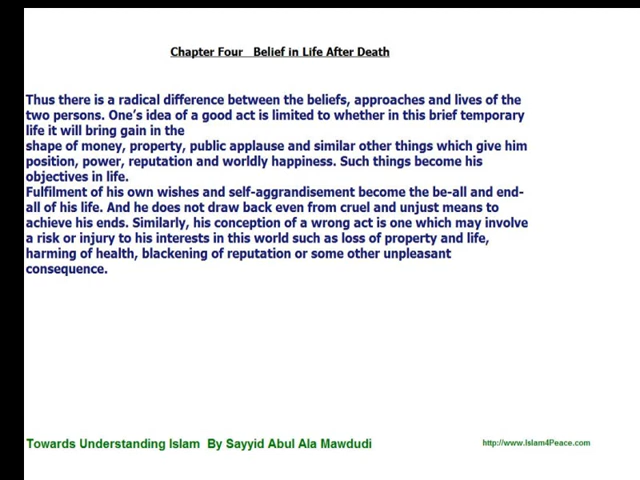 Chapter Four   Belief in Life After Death
Thus there is a radical difference between the beliefs, approaches and lives of the
two persons. One's idea of a good act is limited to whether in this brief temporary
life it will bring gain in the
shape of money, property, public applause and similar other things which give him
position, power, reputation and worldly happiness. Such things become his
objectives in life.
Fulfilment of his own wishes and self-aggrandisement become the be-all and end-
all of his life. And he does not draw back even from cruel and unjust means to
achieve his ends. Similarly, his conception of a wrong act is one which may involve
a risk or injury to his interests in this world such as loss of property and life,
harming of health, blackening of reputation or some other unpleasant
consequence.
Towards Understanding Islam  By Sayyid Abul Ala Mawdudi
http://www.Islam4Peace.com